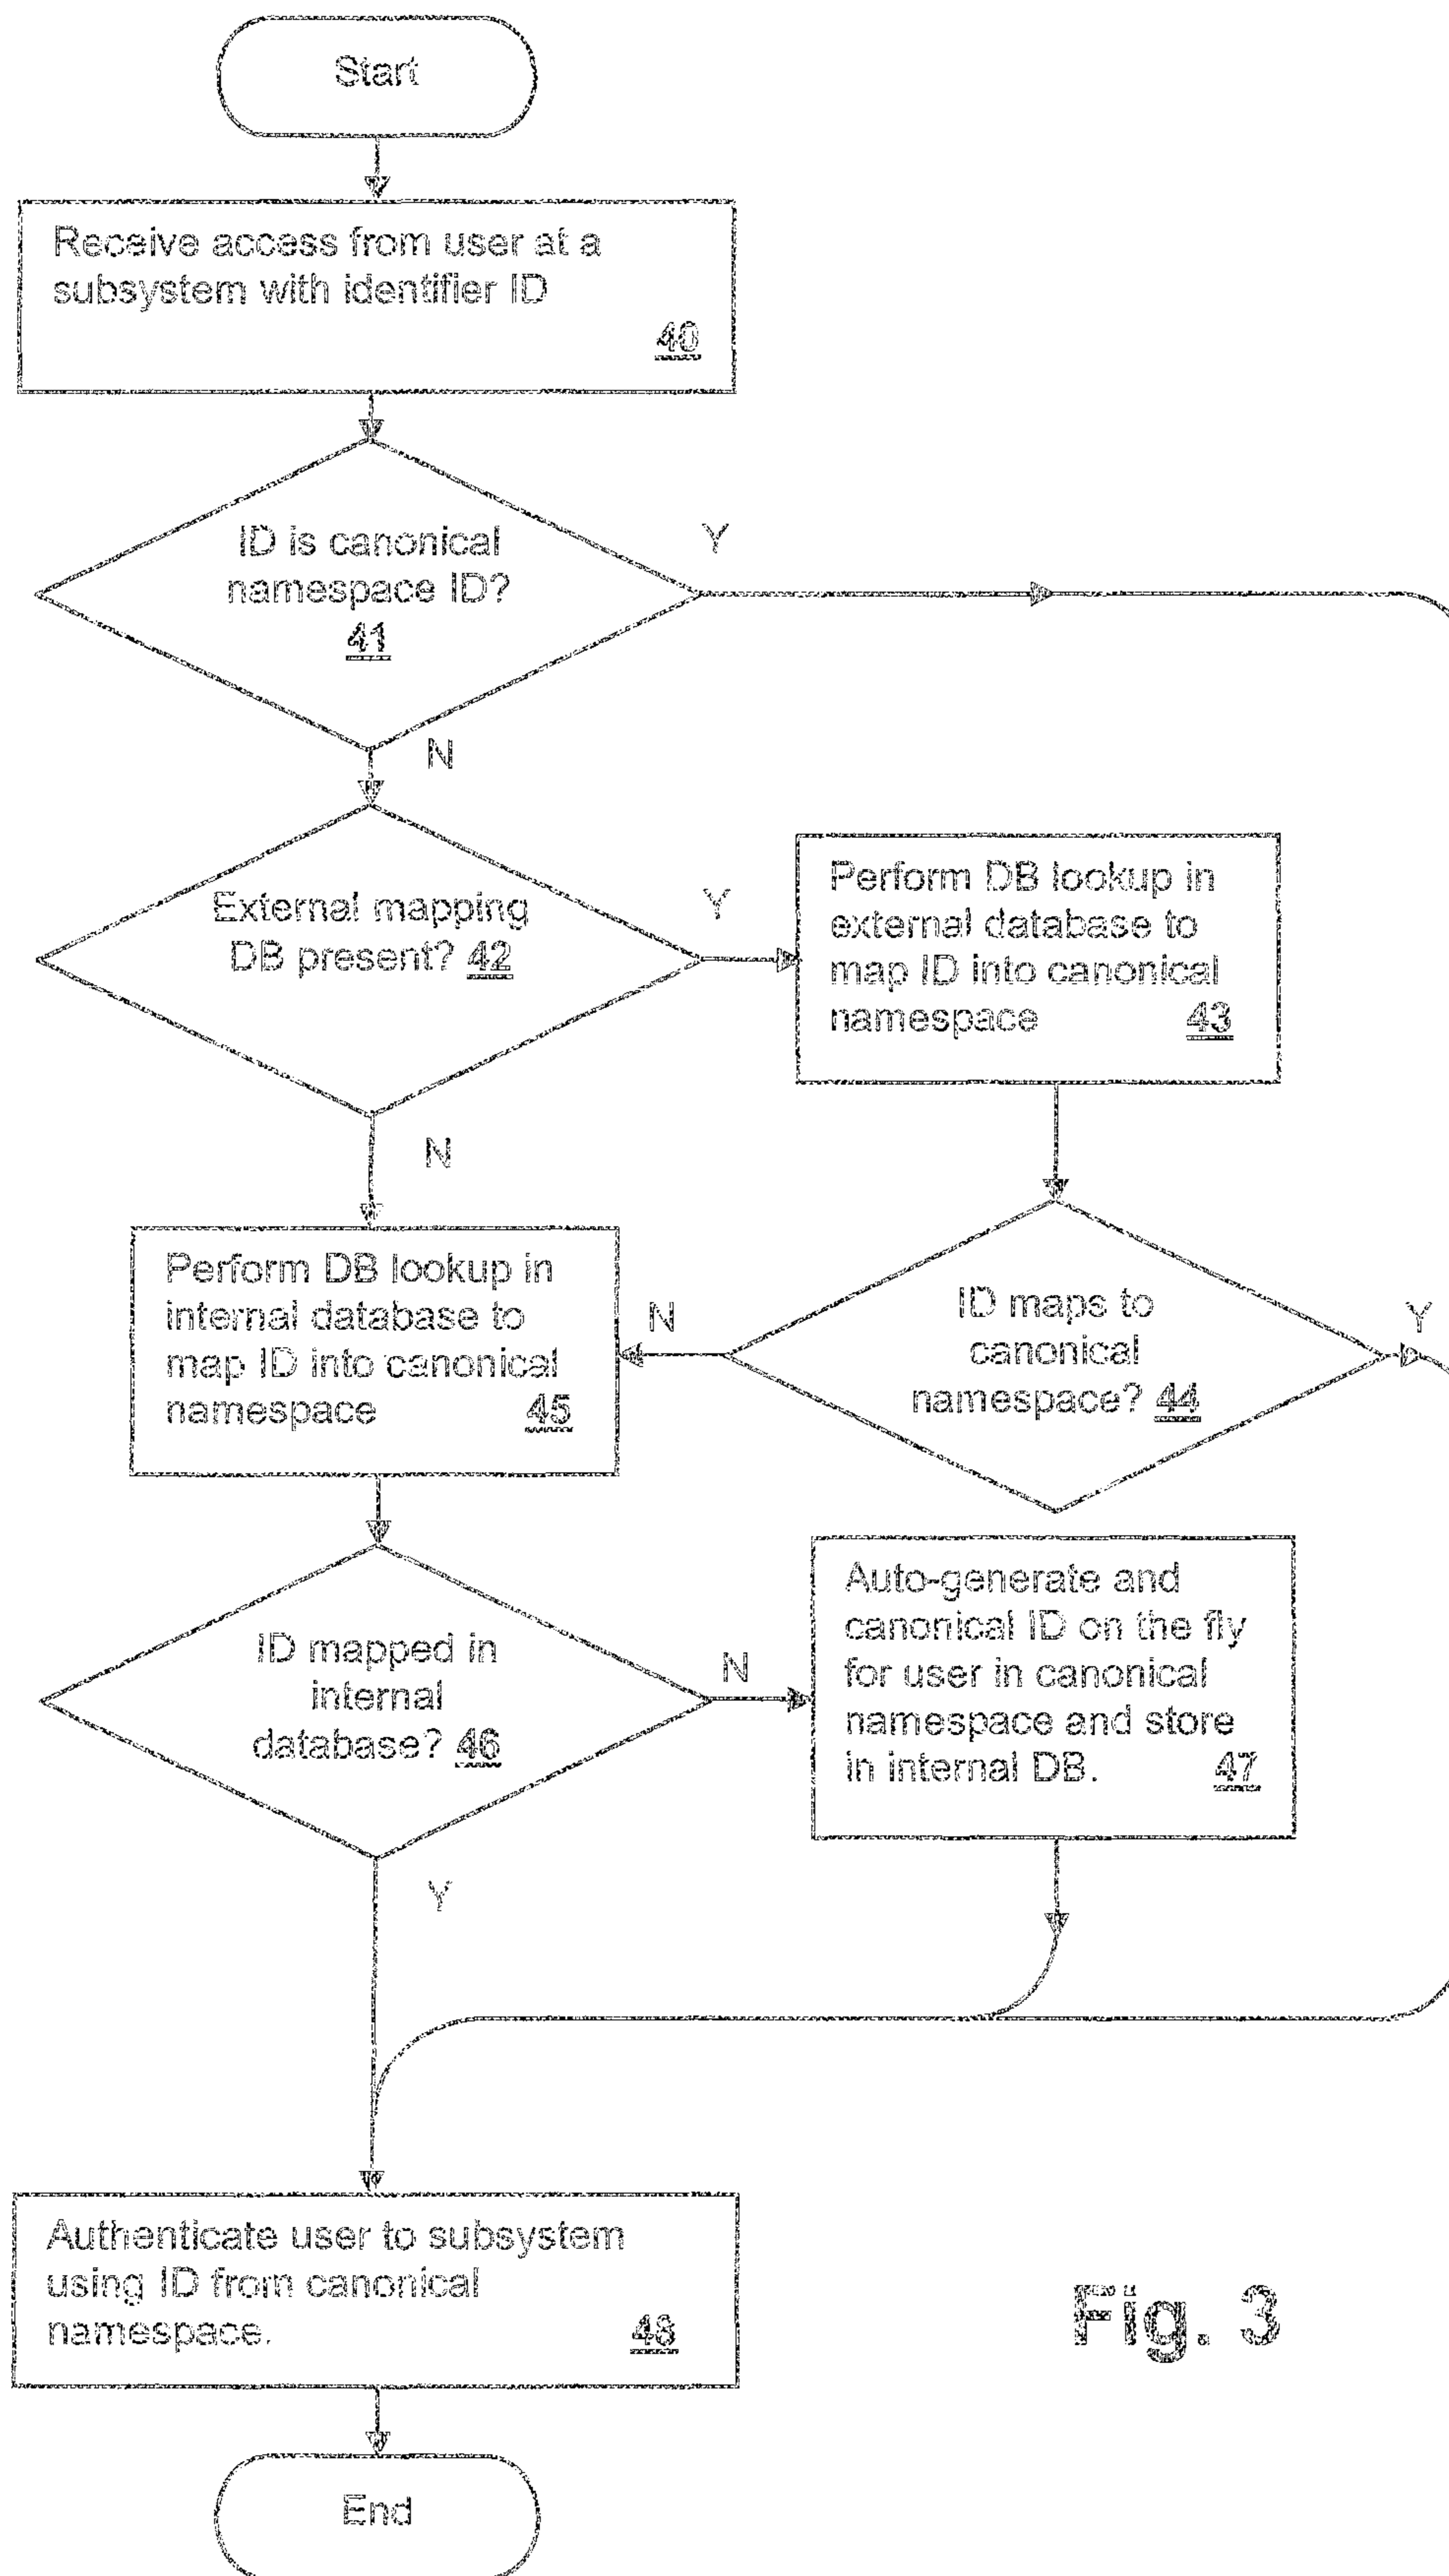 Start
Receive access from user at a
subsystem with identifier ID
40
ID is canonical
namespace ID?
41
Y
N
External mapping
DB present? 42
Y
N
Perform DB lookup in
external database to
map ID into canonical
namespace 43
ID maps to
canonical
namespace? 44
N
Y
Perform DB lookup in
internal database to
map ID into canonical
namespace 45
ID mapped in
internal
database? 46
N
Y
Auto-generate and
canonical ID on the fly
for user in canonical
namespace and store
in internal DB. 47
Authenticate user to subsystem
using ID from canonical
namespace. 48
End
Fig. 3